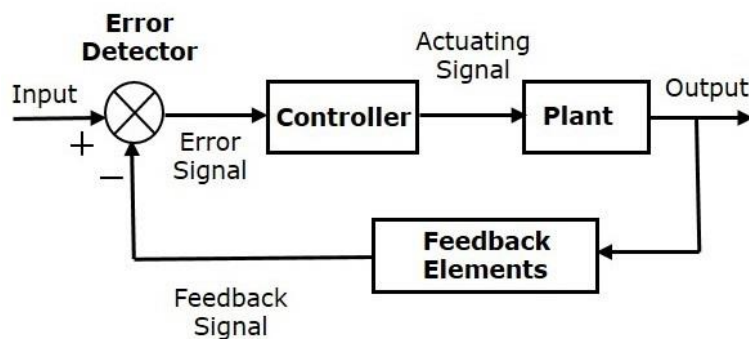 Error
Detector
Actuating
Signal
Input
Output
Controller
Plant
+
Error
Signal
−
Feedback
Elements
Feedback
Signal